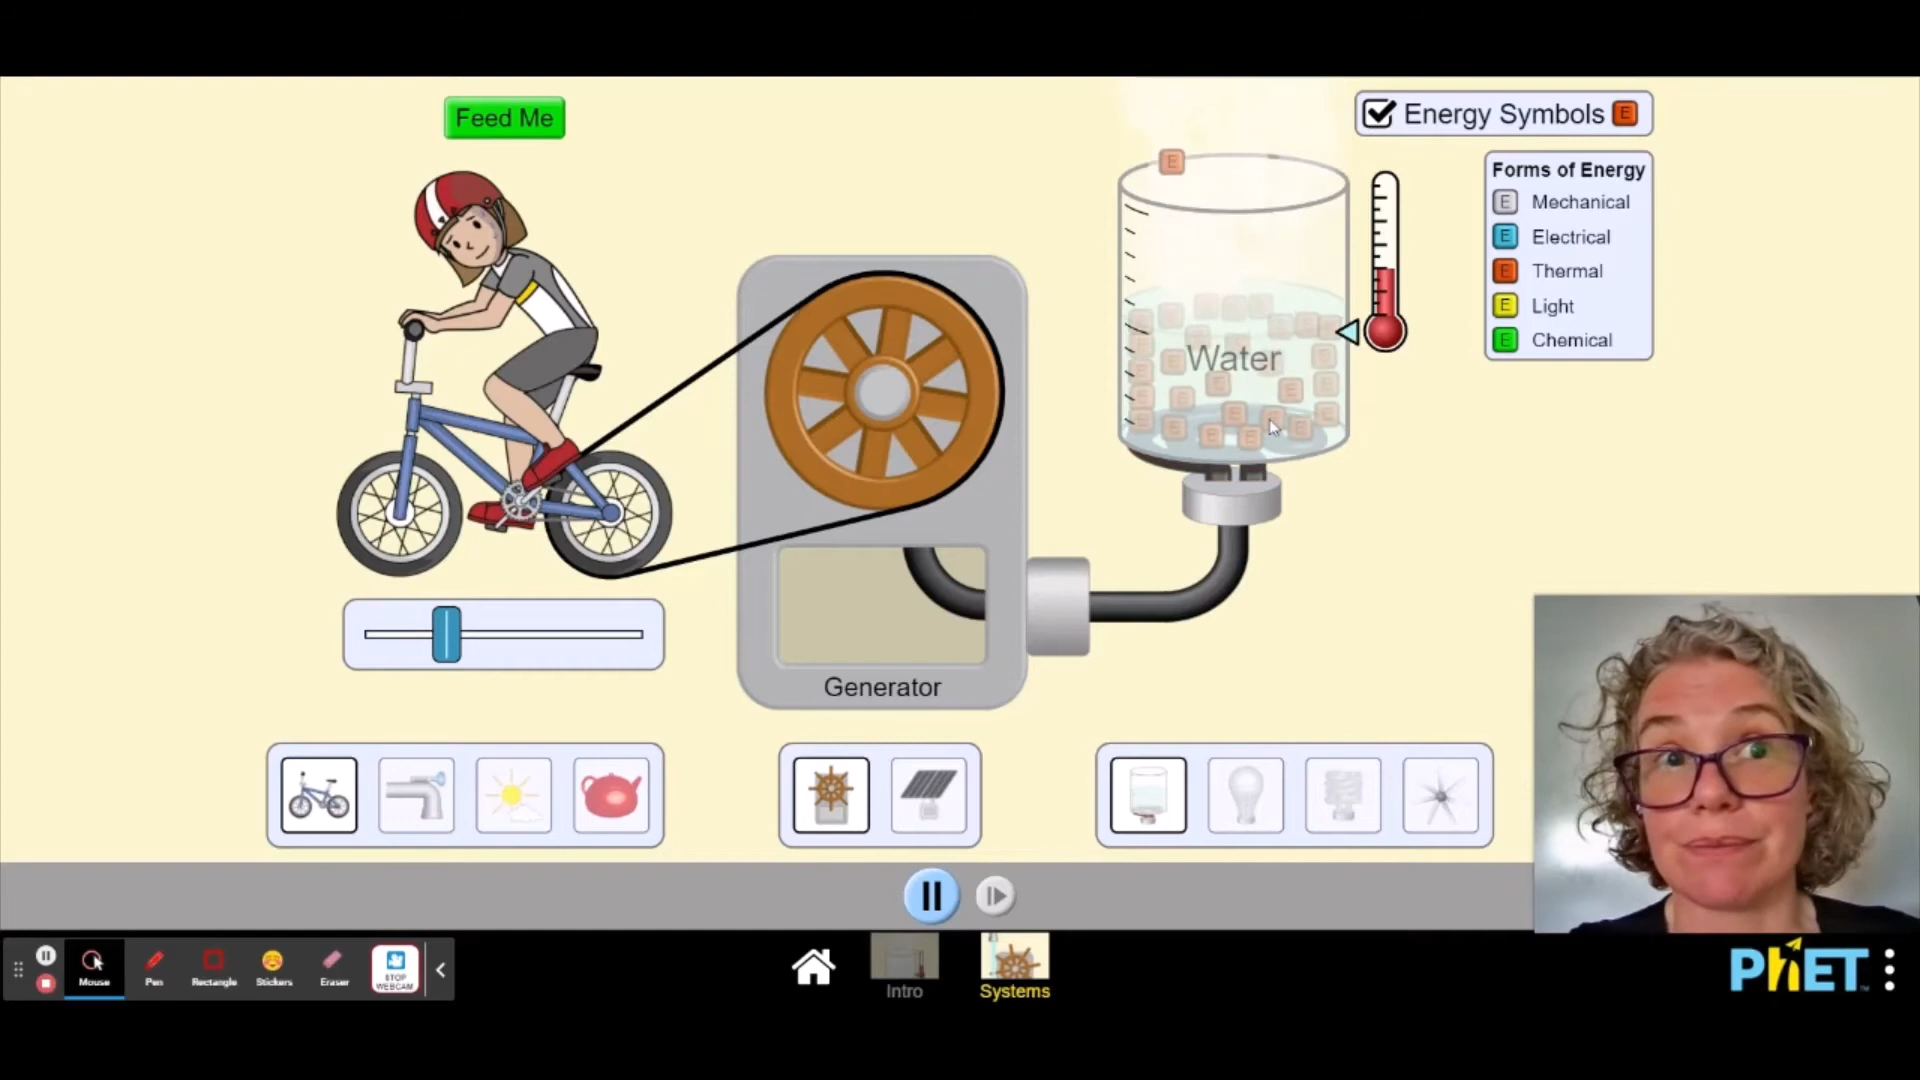 Feed Me
Energy Symbols E
Forms of Energy
E Mechanical
E Electrical
E Thermal
E Light
E Chemical
E
Water
Generator
Mouse
Pen
Rectangle
Stickers
Eraser
STOP
WEBCAM
Intro
Systems
PhET